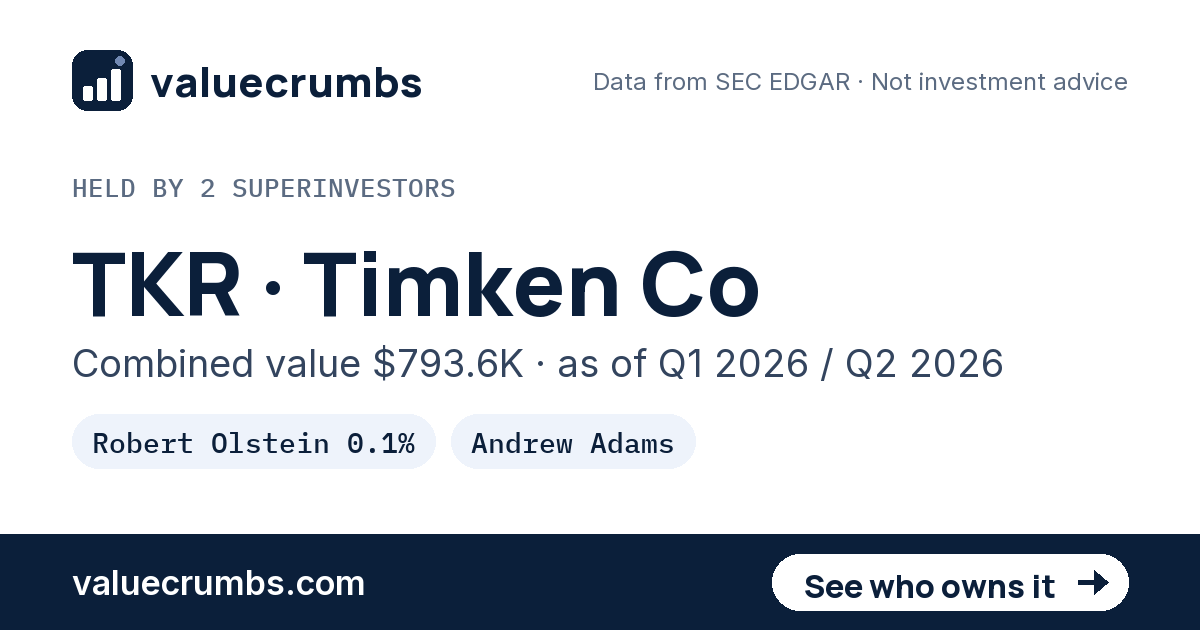 valuecrumbs
Data from SEC EDGAR · Not investment advice
HELD BY 2 SUPERINVESTORS
TKR · Timken Co
Combined value $793.6K · as of Q1 2026 / Q2 2026
Robert Olstein 0.1%
Andrew Adams
valuecrumbs.com
See who owns it →